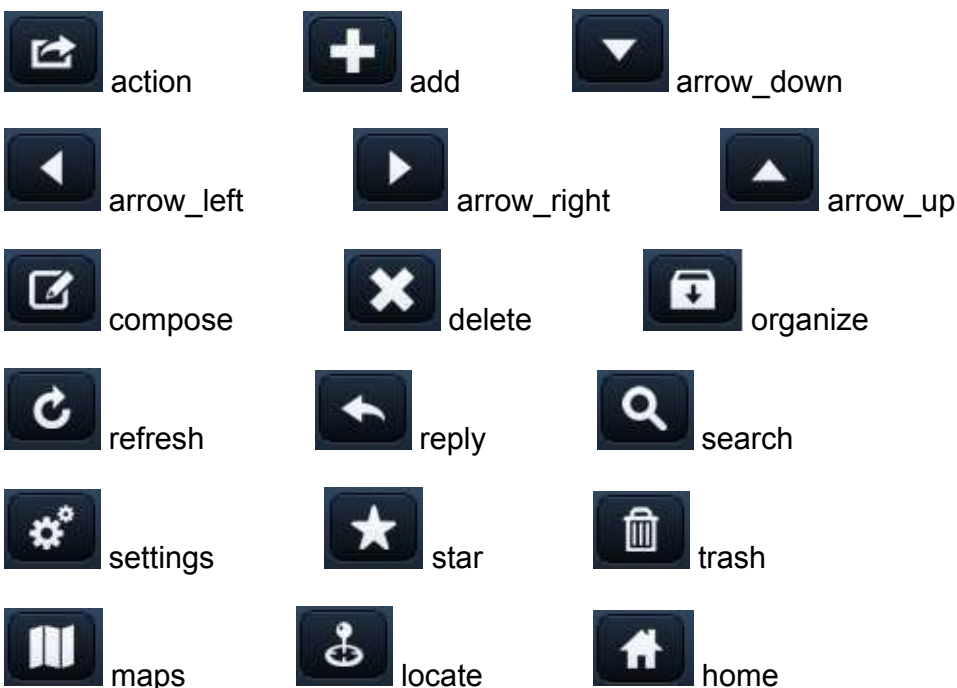 action add arrow_down
arrow_left arrow_right arrow_up
compose delete organize
refresh reply search
settings star trash
maps locate home